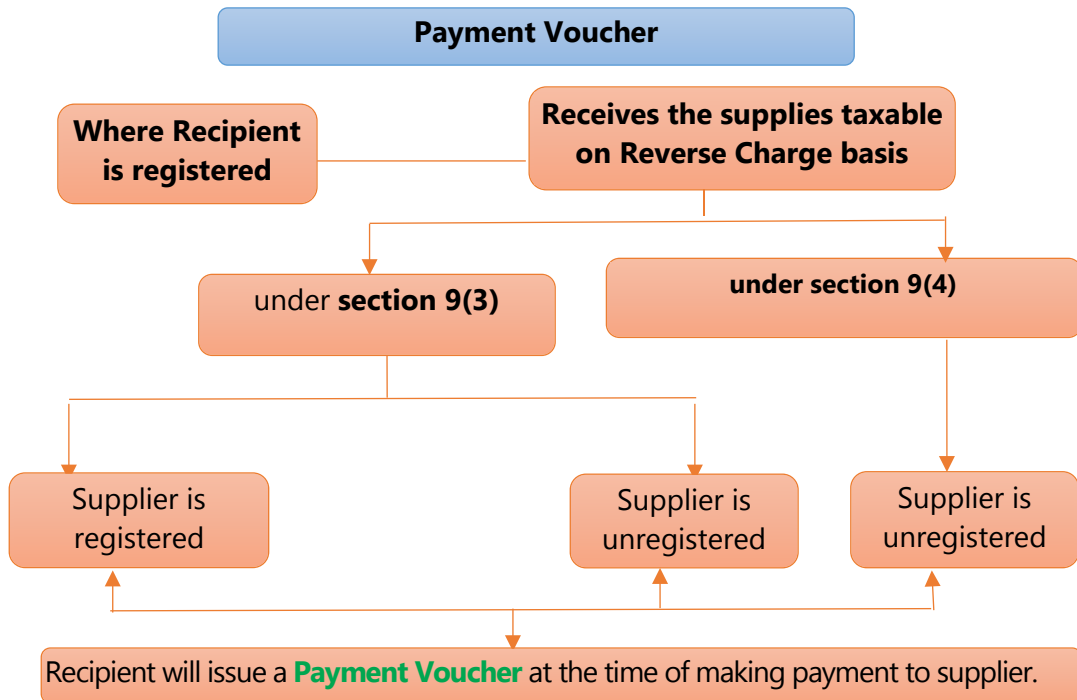 Payment Voucher
Where Recipient
is registered
Receives the supplies taxable
on Reverse Charge basis
under section 9(3)
under section 9(4)
Supplier is
registered
Supplier is
unregistered
Supplier is
unregistered
Recipient will issue a Payment Voucher at the time of making payment to supplier.